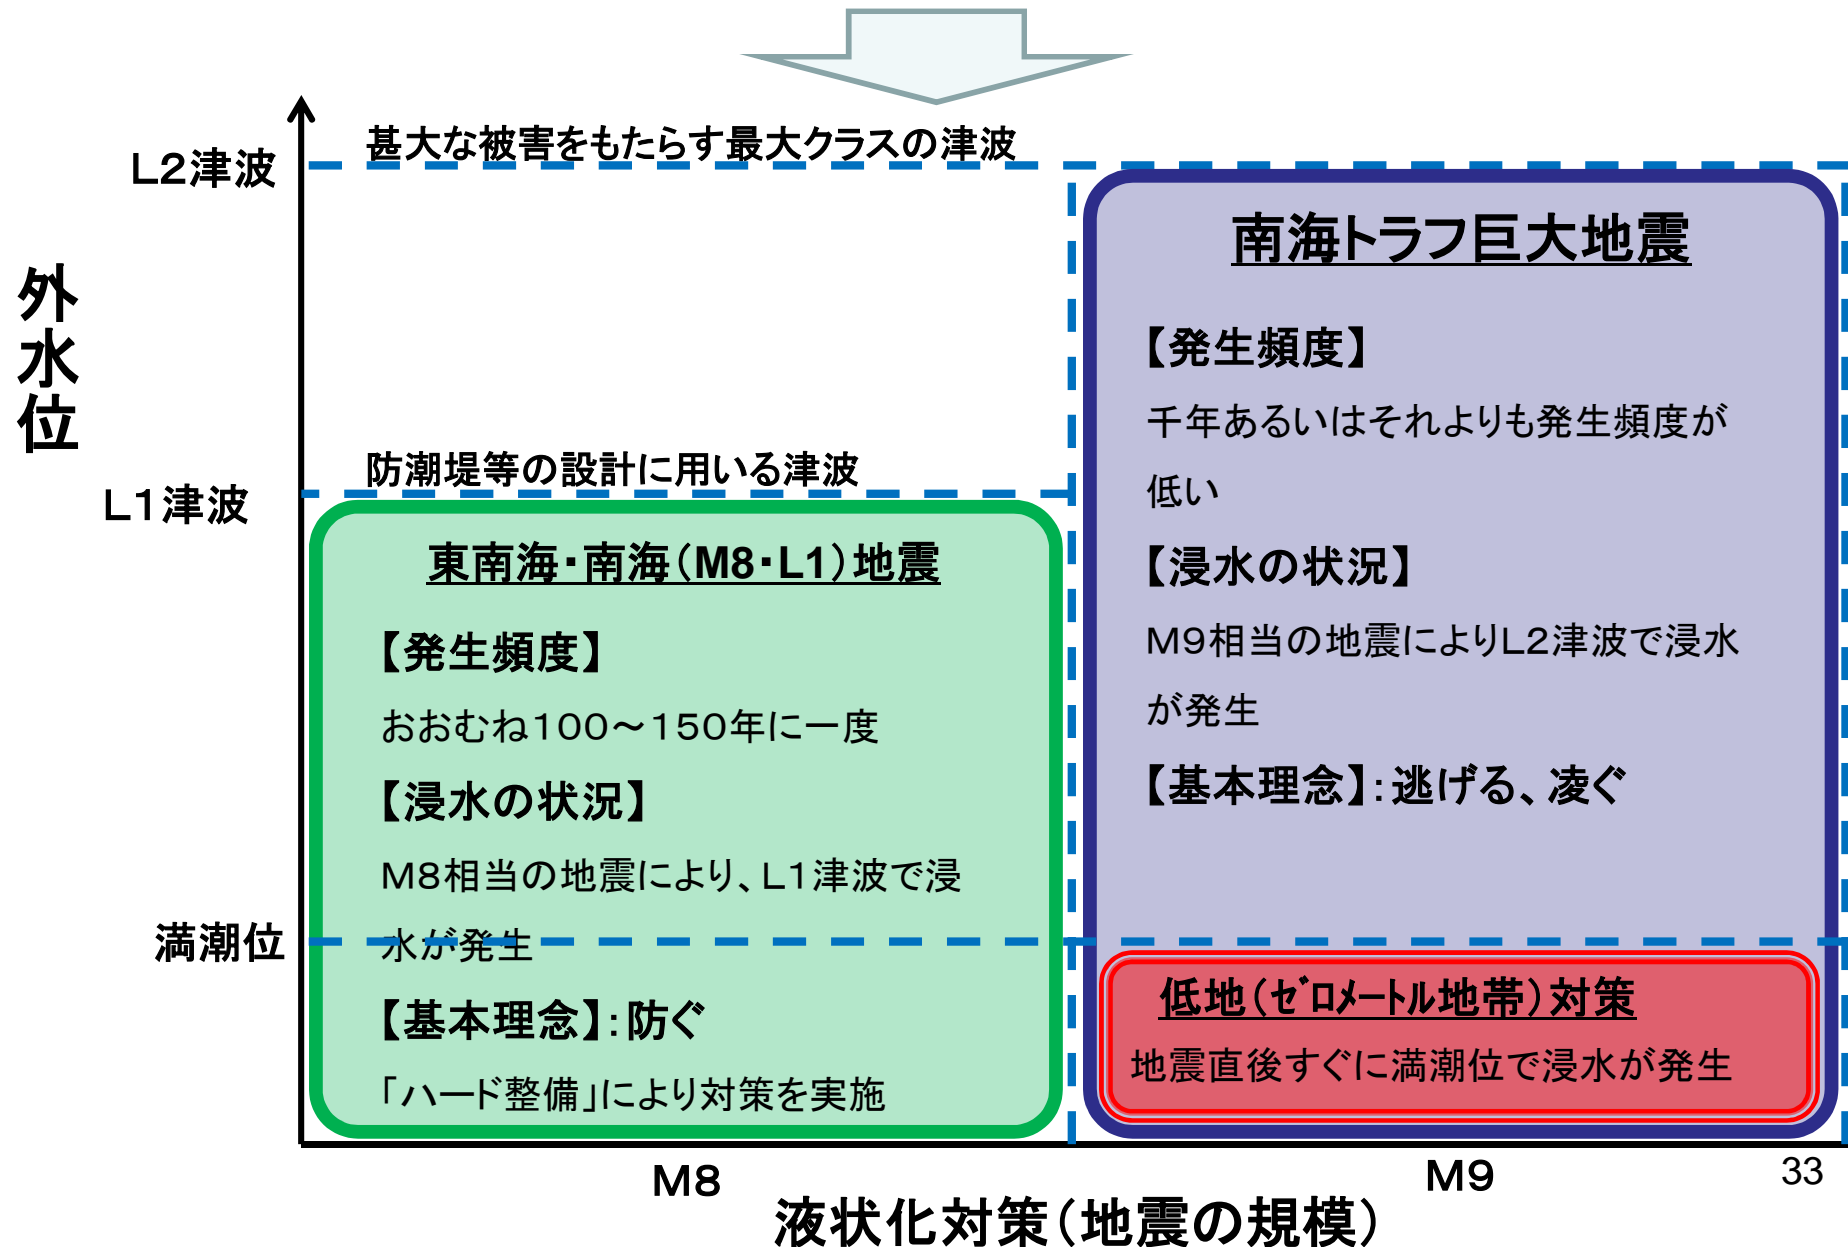 甚大な被害をもたらす最大クラスの津波
L2津波
外水位
防潮堤等の設計に用いる津波
L1津波
満潮位
東南海・南海(M8・L1)地震
【発生頻度】
おおむね100～150年に一度
【浸水の状況】
M8相当の地震により、L1津波で浸
水が発生
【基本理念】：防ぐ
「ハード整備」により対策を実施
南海トラフ巨大地震
【発生頻度】
千年あるいはそれよりも発生頻度が
低い
【浸水の状況】
M9相当の地震によりL2津波で浸水
が発生
【基本理念】：逃げる、凌ぐ
低地(ｾﾞﾛﾒｰﾄﾙ地帯)対策
地震直後すぐに満潮位で浸水が発生
M8
M9
33
液状化対策(地震の規模)